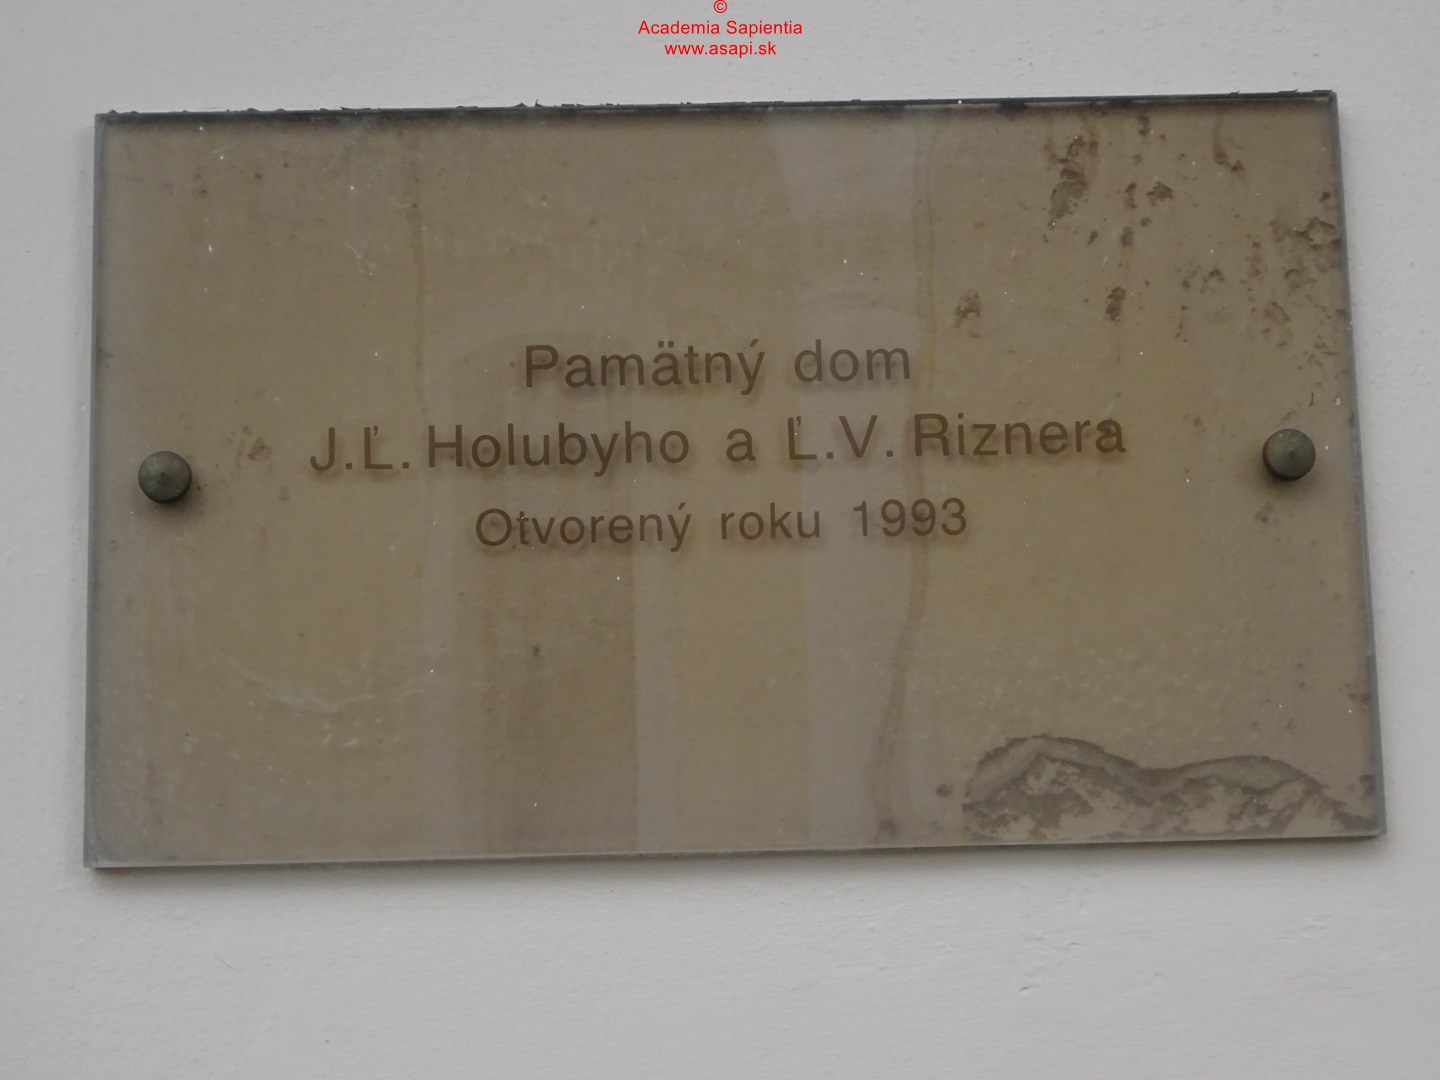 ©
Academia Sapientia
www.asapi.sk
Pamätný dom
J.Ľ. Holubyho a Ľ.V. Riznera
Otvorený roku 1993